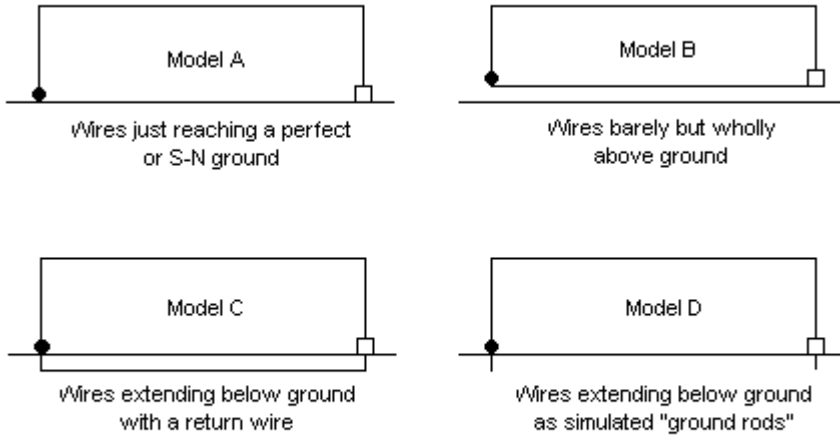 Model A
Wires just reaching a perfect
or S-N ground
Model B
Wires barely but wholly
above ground
Model C
Wires extending below ground
with a return wire
Model D
Wires extending below ground
as simulated "ground rods"